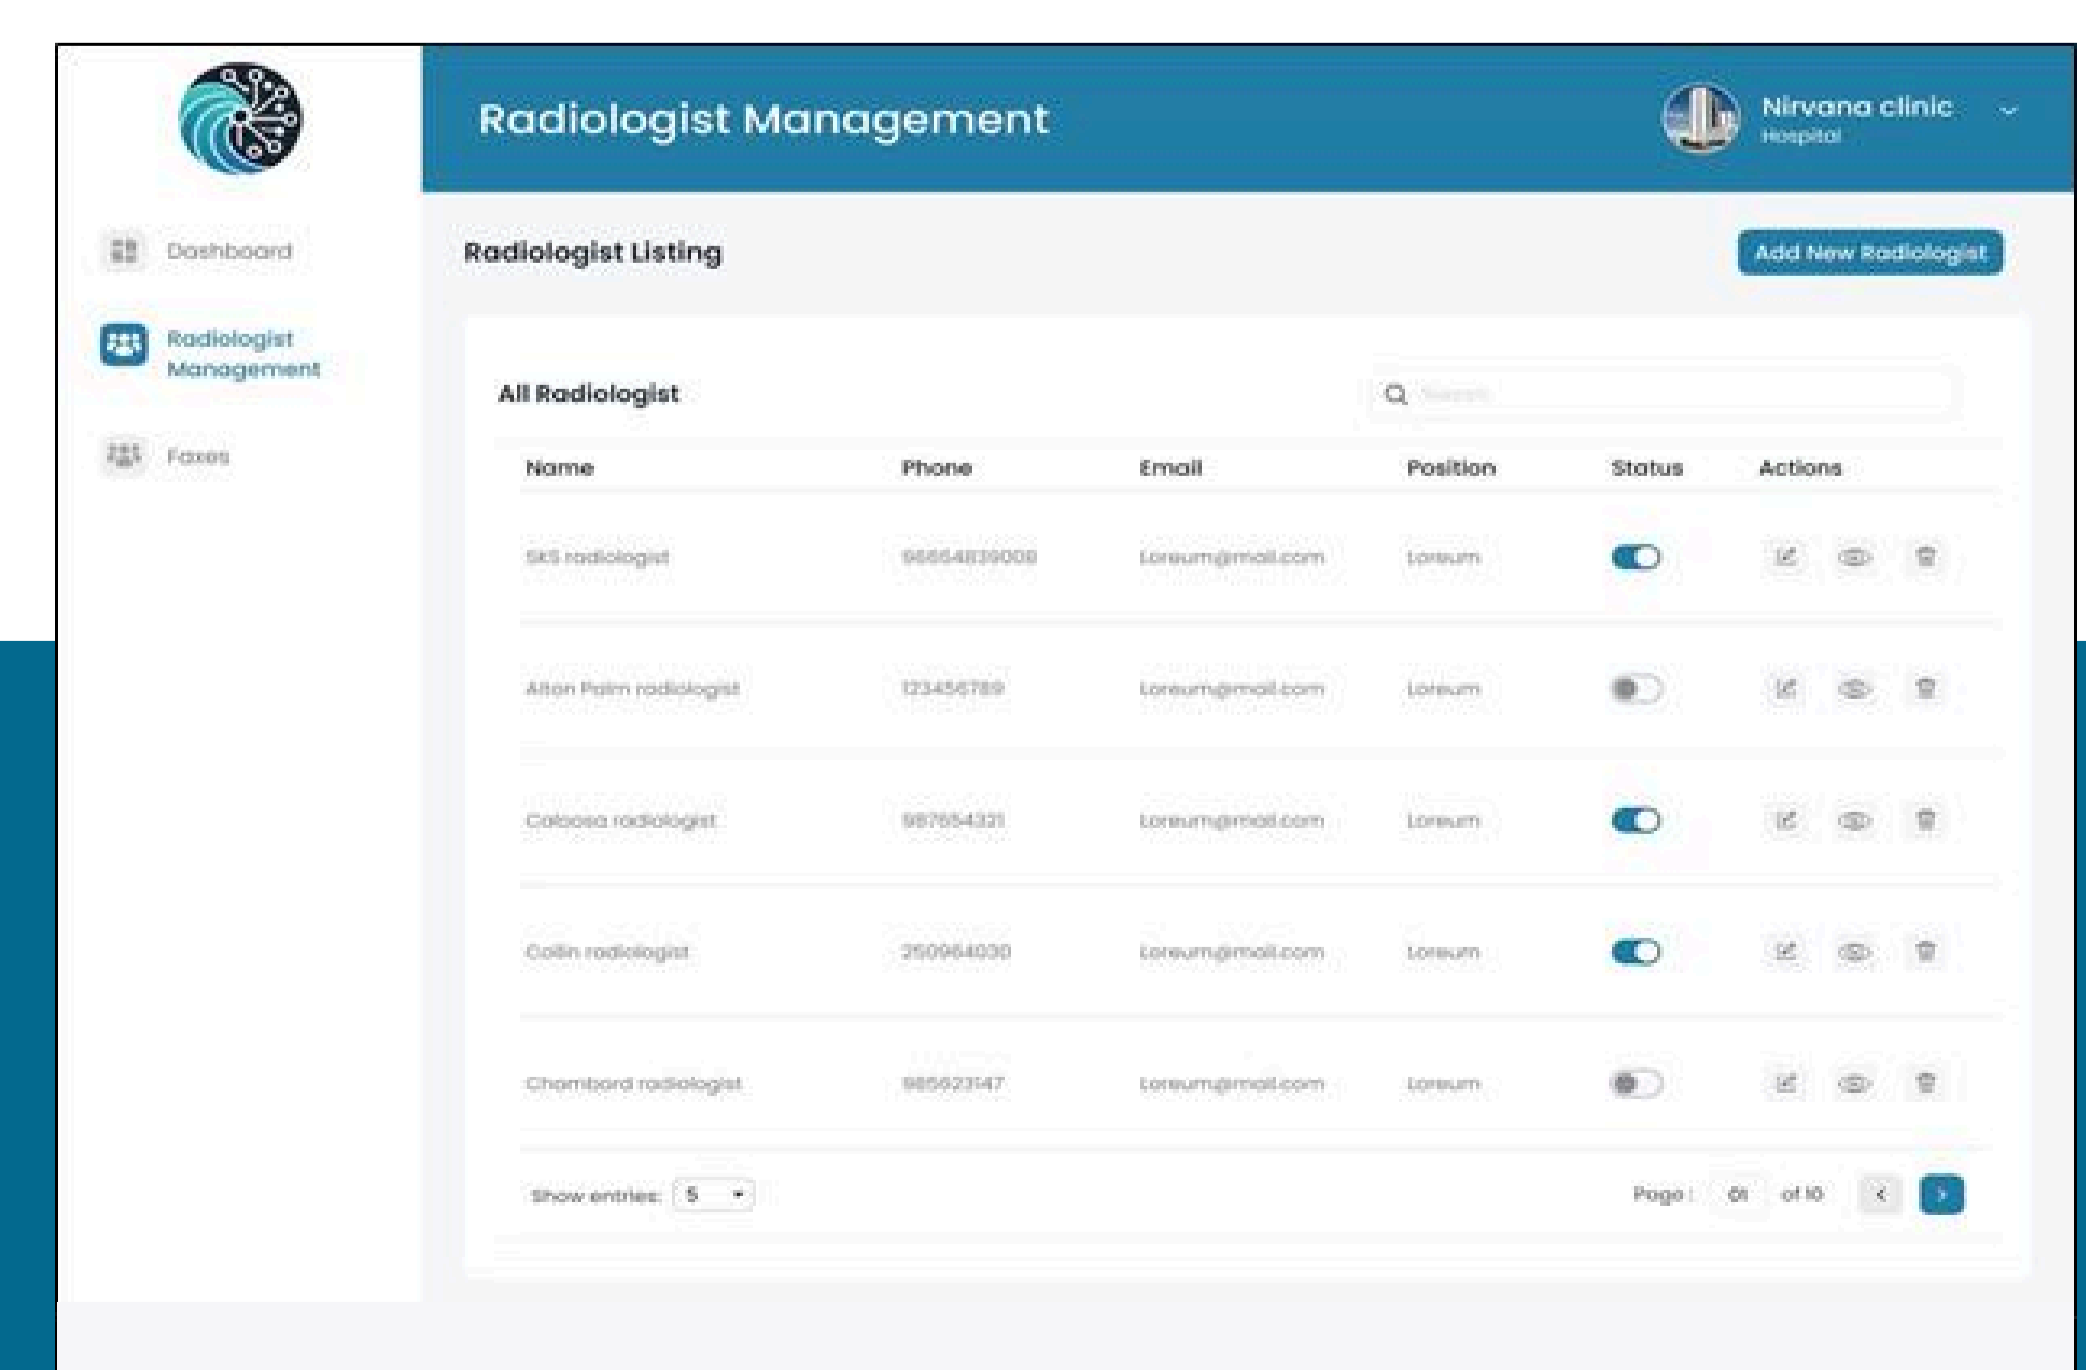 Radiologist Management
Nirvana clinic
Hospital
Dashboard
Radiologist
Management
Faxes
Radiologist Listing
Add New Radiologist
All Radiologist
Search
Name Phone Email Position Status Actions
SKS radiologist Loreum@mail.com Loreum
Alton Palm radiologist 123456789 Loreum@mail.com Loreum
Caloosa radiologist 987654321 Loreum@mail.com Loreum
Collin radiologist 250964030 Loreum@mail.com Loreum
Chambord radiologist 985623147 Loreum@mail.com Loreum
Show entries: 5
Page : 01 of 10